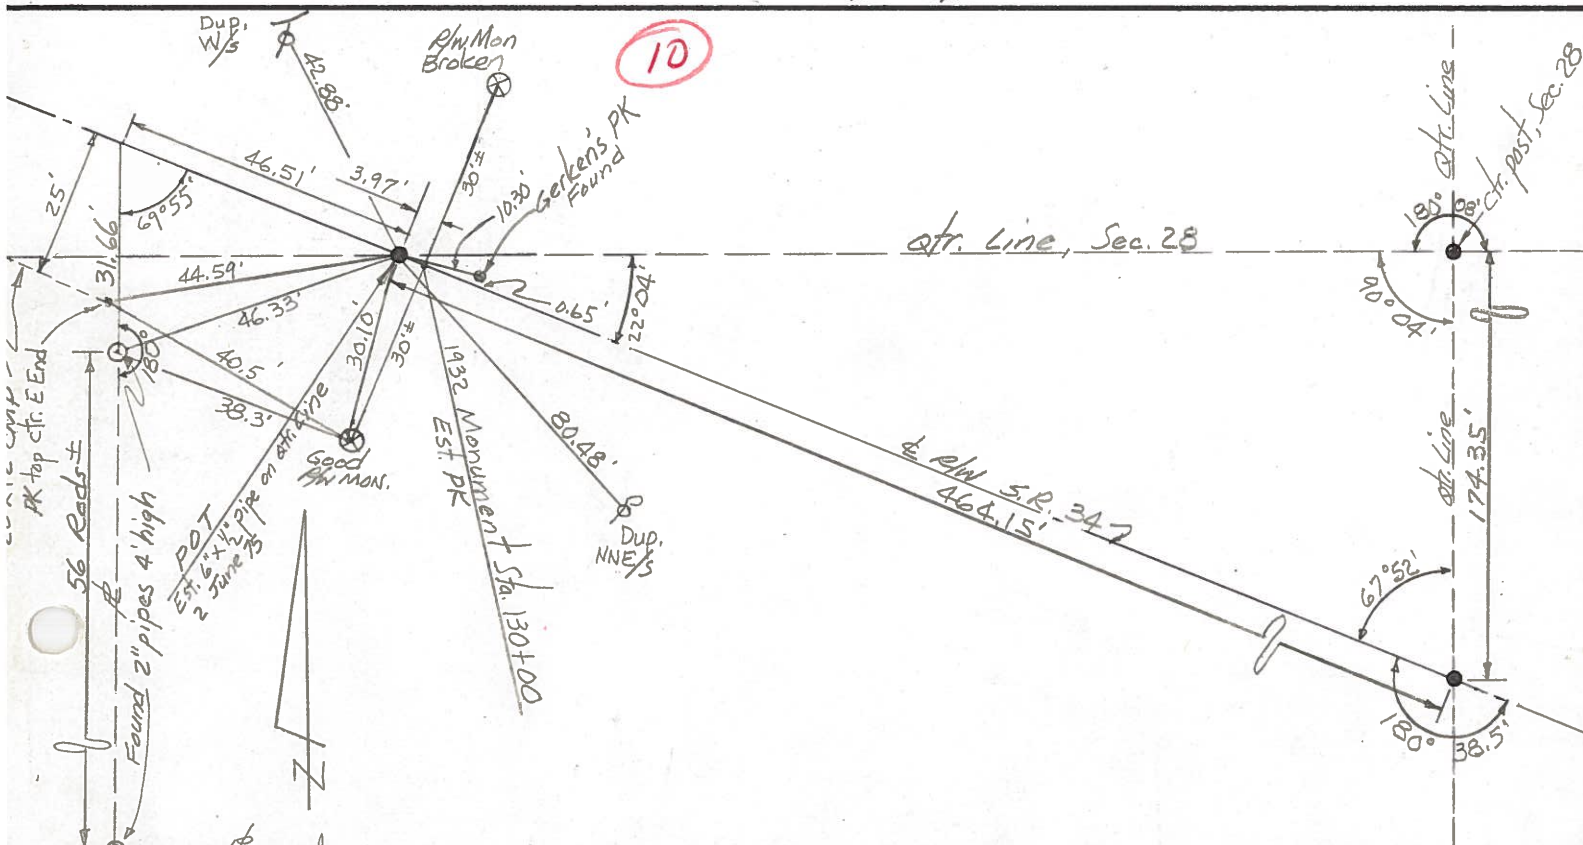 Dup.
W/s
42.88'
R/W Mon
Broken
10
30'±
Gerken's PK
Found
10.30'
46.51'
3.97'
25'
69°55'
31.66'
44.59'
46.33'
40.5'
38.3'
180°
30.10'
30'±
0.65'
22°04'
Qtr. Line, Sec. 28
Qtr. Line
ctr. post, Sec. 28
180° 08'
90°04'
174.35'
Qtr. Line
PK top ctr. E End
56 Rods ±
Found 2" pipes 4' high
POT on qtr. line
Est. 6" x 1/2" pipe
2 June 75
Good
R/W MON.
1932 Monument Sta. 130+00
Est. PK
80.48'
Dup.
NNE/s
℄ R/W S.R. 34
464.15'
67°52'
180°
38.5'
N